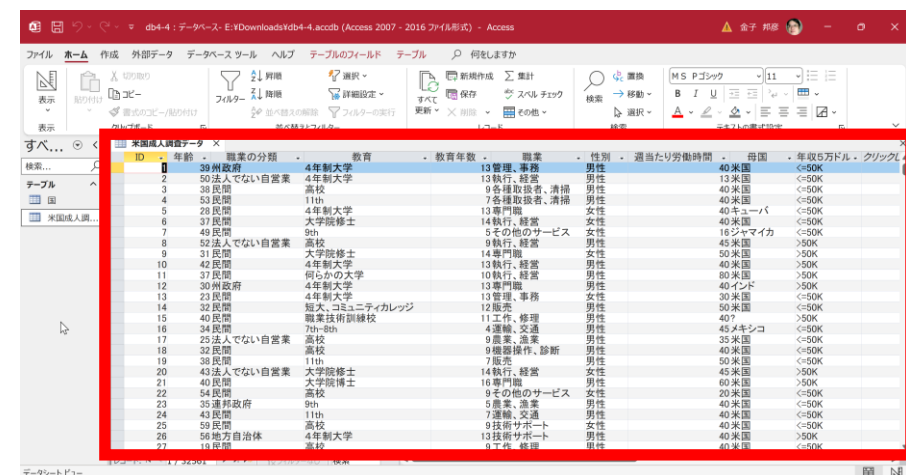 db4-4 : データベース- E:¥Downloads¥db4-4.accdb (Access 2007 - 2016 ファイル形式) - Access 金子 邦彦
ファイル ホーム 作成 外部データ データベース ツール ヘルプ テーブルのフィールド テーブル 何をしますか
切り取り 昇順 選択 新規作成 集計 置換 MS Pゴシック 11
表示 貼り付け コピー フィルター 降順 詳細設定 すべて更新 保存 スペル チェック 検索 移動 B I U
書式のコピー/貼り付け 並べ替えの解除 フィルターの実行 削除 その他 選択 A
表示 クリップボード 並べ替えとフィルター レコード 検索 テキストの書式設定
すべ... 米国成人調査データ
検索...
テーブル
国
米国成人調...
ID 年齢 職業の分類 教育 教育年数 職業 性別 週当たり労働時間 母国 年収5万ドル クリックし
1 39 州政府 4年制大学 13 管理、事務 男性 40 米国 <=50K
2 50 法人でない自営業 4年制大学 13 執行、経営 男性 13 米国 <=50K
3 38 民間 高校 9 各種取扱者、清掃 男性 40 米国 <=50K
4 53 民間 11th 7 各種取扱者、清掃 男性 40 米国 <=50K
5 28 民間 4年制大学 13 専門職 女性 40 キューバ <=50K
6 37 民間 大学院修士 14 執行、経営 女性 40 米国 <=50K
7 49 民間 9th 5 その他のサービス 女性 16 ジャマイカ <=50K
8 52 法人でない自営業 高校 9 執行、経営 男性 45 米国 >50K
9 31 民間 大学院修士 14 専門職 女性 50 米国 >50K
10 42 民間 4年制大学 13 執行、経営 男性 40 米国 >50K
11 37 民間 何らかの大学 10 執行、経営 男性 80 米国 >50K
12 30 州政府 4年制大学 13 専門職 男性 40 インド >50K
13 23 民間 4年制大学 13 管理、事務 女性 30 米国 <=50K
14 32 民間 短大、コミュニティカレッジ 12 販売 男性 50 米国 <=50K
15 40 民間 職業技術訓練校 11 工作、修理 男性 40 ? >50K
16 34 民間 7th-8th 4 運輸、交通 男性 45 メキシコ <=50K
17 25 法人でない自営業 高校 9 農業、漁業 男性 35 米国 <=50K
18 32 民間 高校 9 機器操作、診断 男性 40 米国 <=50K
19 38 民間 11th 7 販売 男性 50 米国 <=50K
20 43 法人でない自営業 大学院修士 14 執行、経営 女性 45 米国 >50K
21 40 民間 大学院博士 16 専門職 男性 60 米国 >50K
22 54 民間 高校 9 その他のサービス 女性 20 米国 <=50K
23 35 連邦政府 9th 5 農業、漁業 男性 40 米国 <=50K
24 43 民間 11th 7 運輸、交通 男性 40 米国 <=50K
25 59 民間 高校 9 技術サポート 女性 40 米国 <=50K
26 56 地方自治体 4年制大学 13 技術サポート 男性 40 米国 >50K
27 19 民間 高校 9 工作、修理 男性 40 米国 <=50K
データシート ビュー